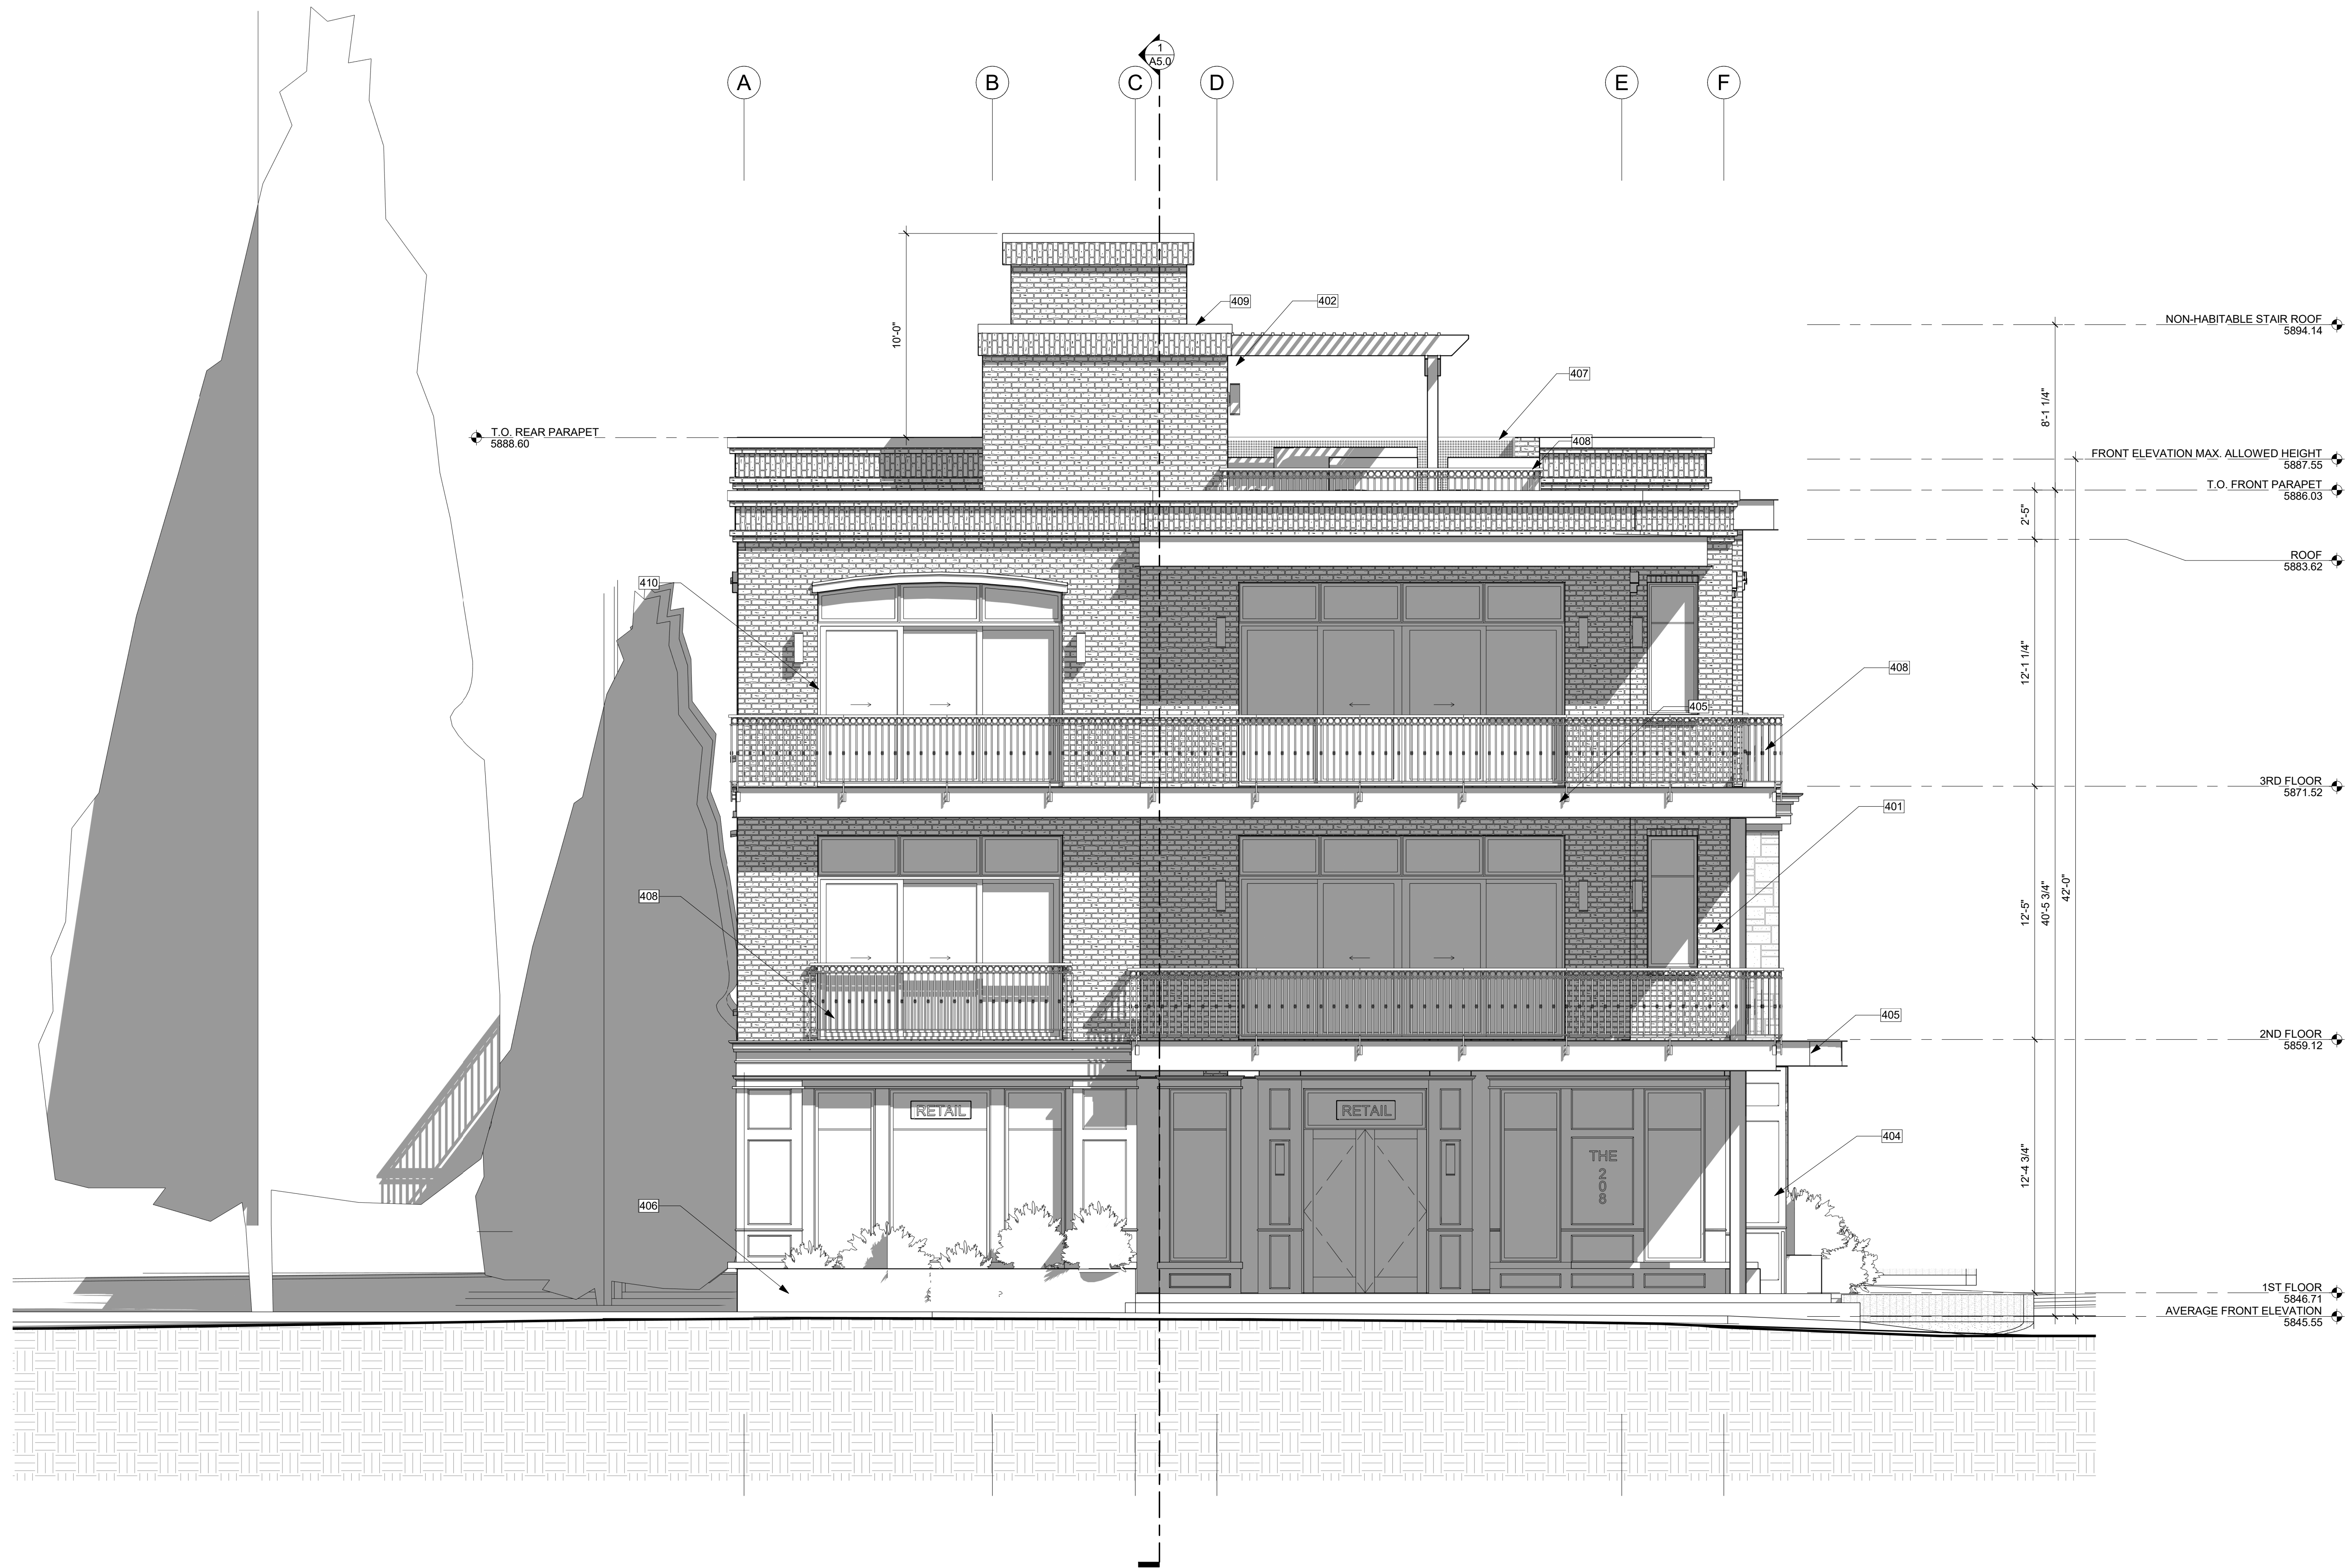 1
A5.0
A
B
C
D
E
F
10'-0"
409
402
407
408
T.O. REAR PARAPET
5888.60
NON-HABITABLE STAIR ROOF
5894.14
8'-1 1/4"
FRONT ELEVATION MAX. ALLOWED HEIGHT
5887.55
T.O. FRONT PARAPET
5886.03
2'-5"
ROOF
5883.62
410
12'-1 1/4"
408
405
3RD FLOOR
5871.52
401
408
12'-5"
40'-5 3/4"
42'-0"
405
2ND FLOOR
5859.12
RETAIL
RETAIL
THE
2
0
8
404
12'-4 3/4"
406
1ST FLOOR
5846.71
AVERAGE FRONT ELEVATION
5845.55